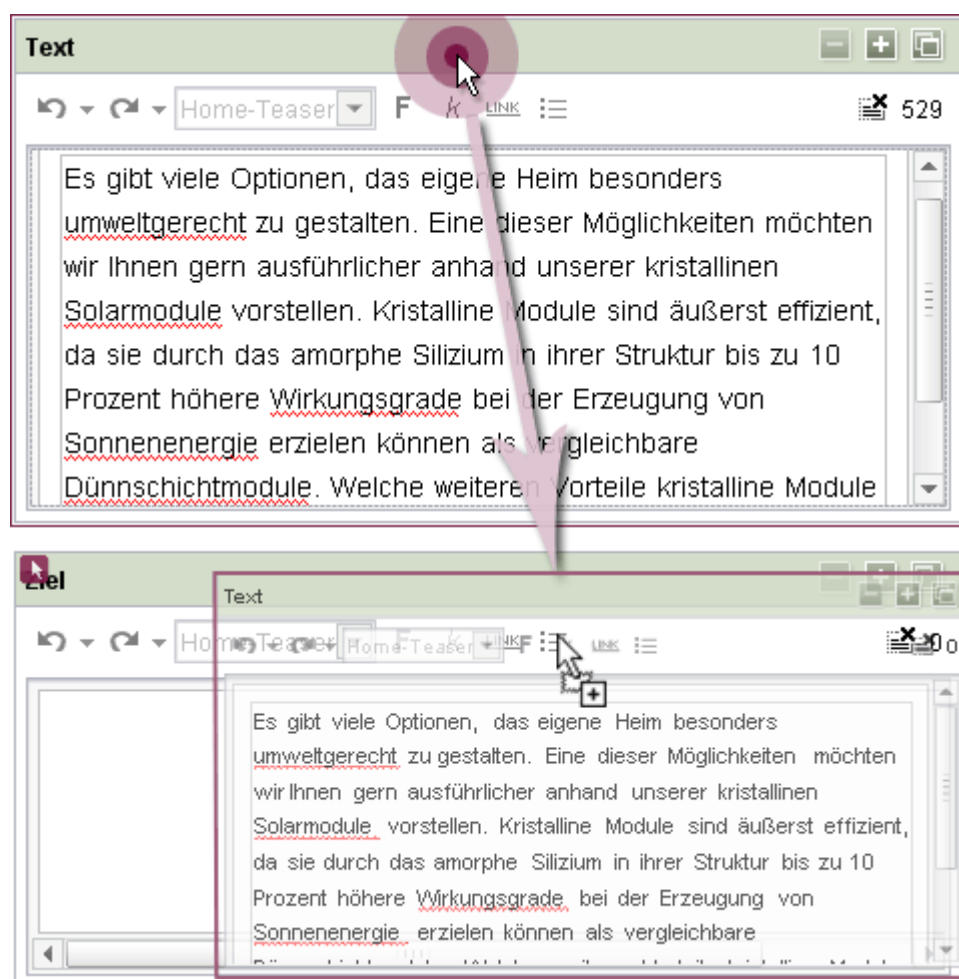 Text
Home-Teaser F k LINK 529
Es gibt viele Optionen, das eigene Heim besonders
umweltgerecht zu gestalten. Eine dieser Möglichkeiten möchten
wir Ihnen gern ausführlicher anhand unserer kristallinen
Solarmodule vorstellen. Kristalline Module sind äußerst effizient,
da sie durch das amorphe Silizium in ihrer Struktur bis zu 10
Prozent höhere Wirkungsgrade bei der Erzeugung von
Sonnenenergie erzielen können als vergleichbare
Dünnschichtmodule. Welche weiteren Vorteile kristalline Module
Ziel
Text
Home-Teaser F k LINK 0
Home-Teaser F LINK 0
Es gibt viele Optionen, das eigene Heim besonders
umweltgerecht zu gestalten. Eine dieser Möglichkeiten möchten
wir Ihnen gern ausführlicher anhand unserer kristallinen
Solarmodule vorstellen. Kristalline Module sind äußerst effizient,
da sie durch das amorphe Silizium in ihrer Struktur bis zu 10
Prozent höhere Wirkungsgrade bei der Erzeugung von
Sonnenenergie erzielen können als vergleichbare